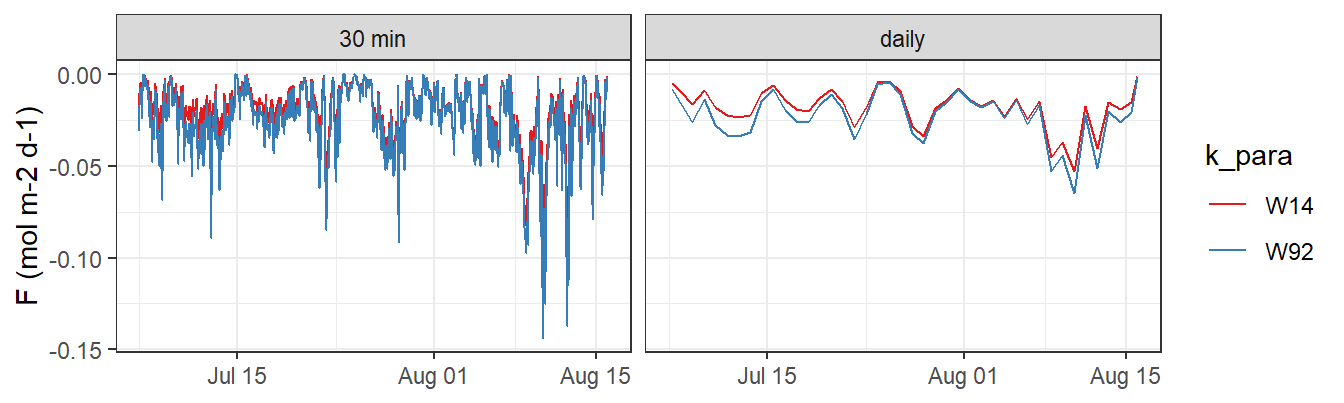 30 min
daily
F (mol m-2 d-1)
0.00
-0.05
-0.10
-0.15
Jul 15
Aug 01
Aug 15
Jul 15
Aug 01
Aug 15
k_para
W14
W92